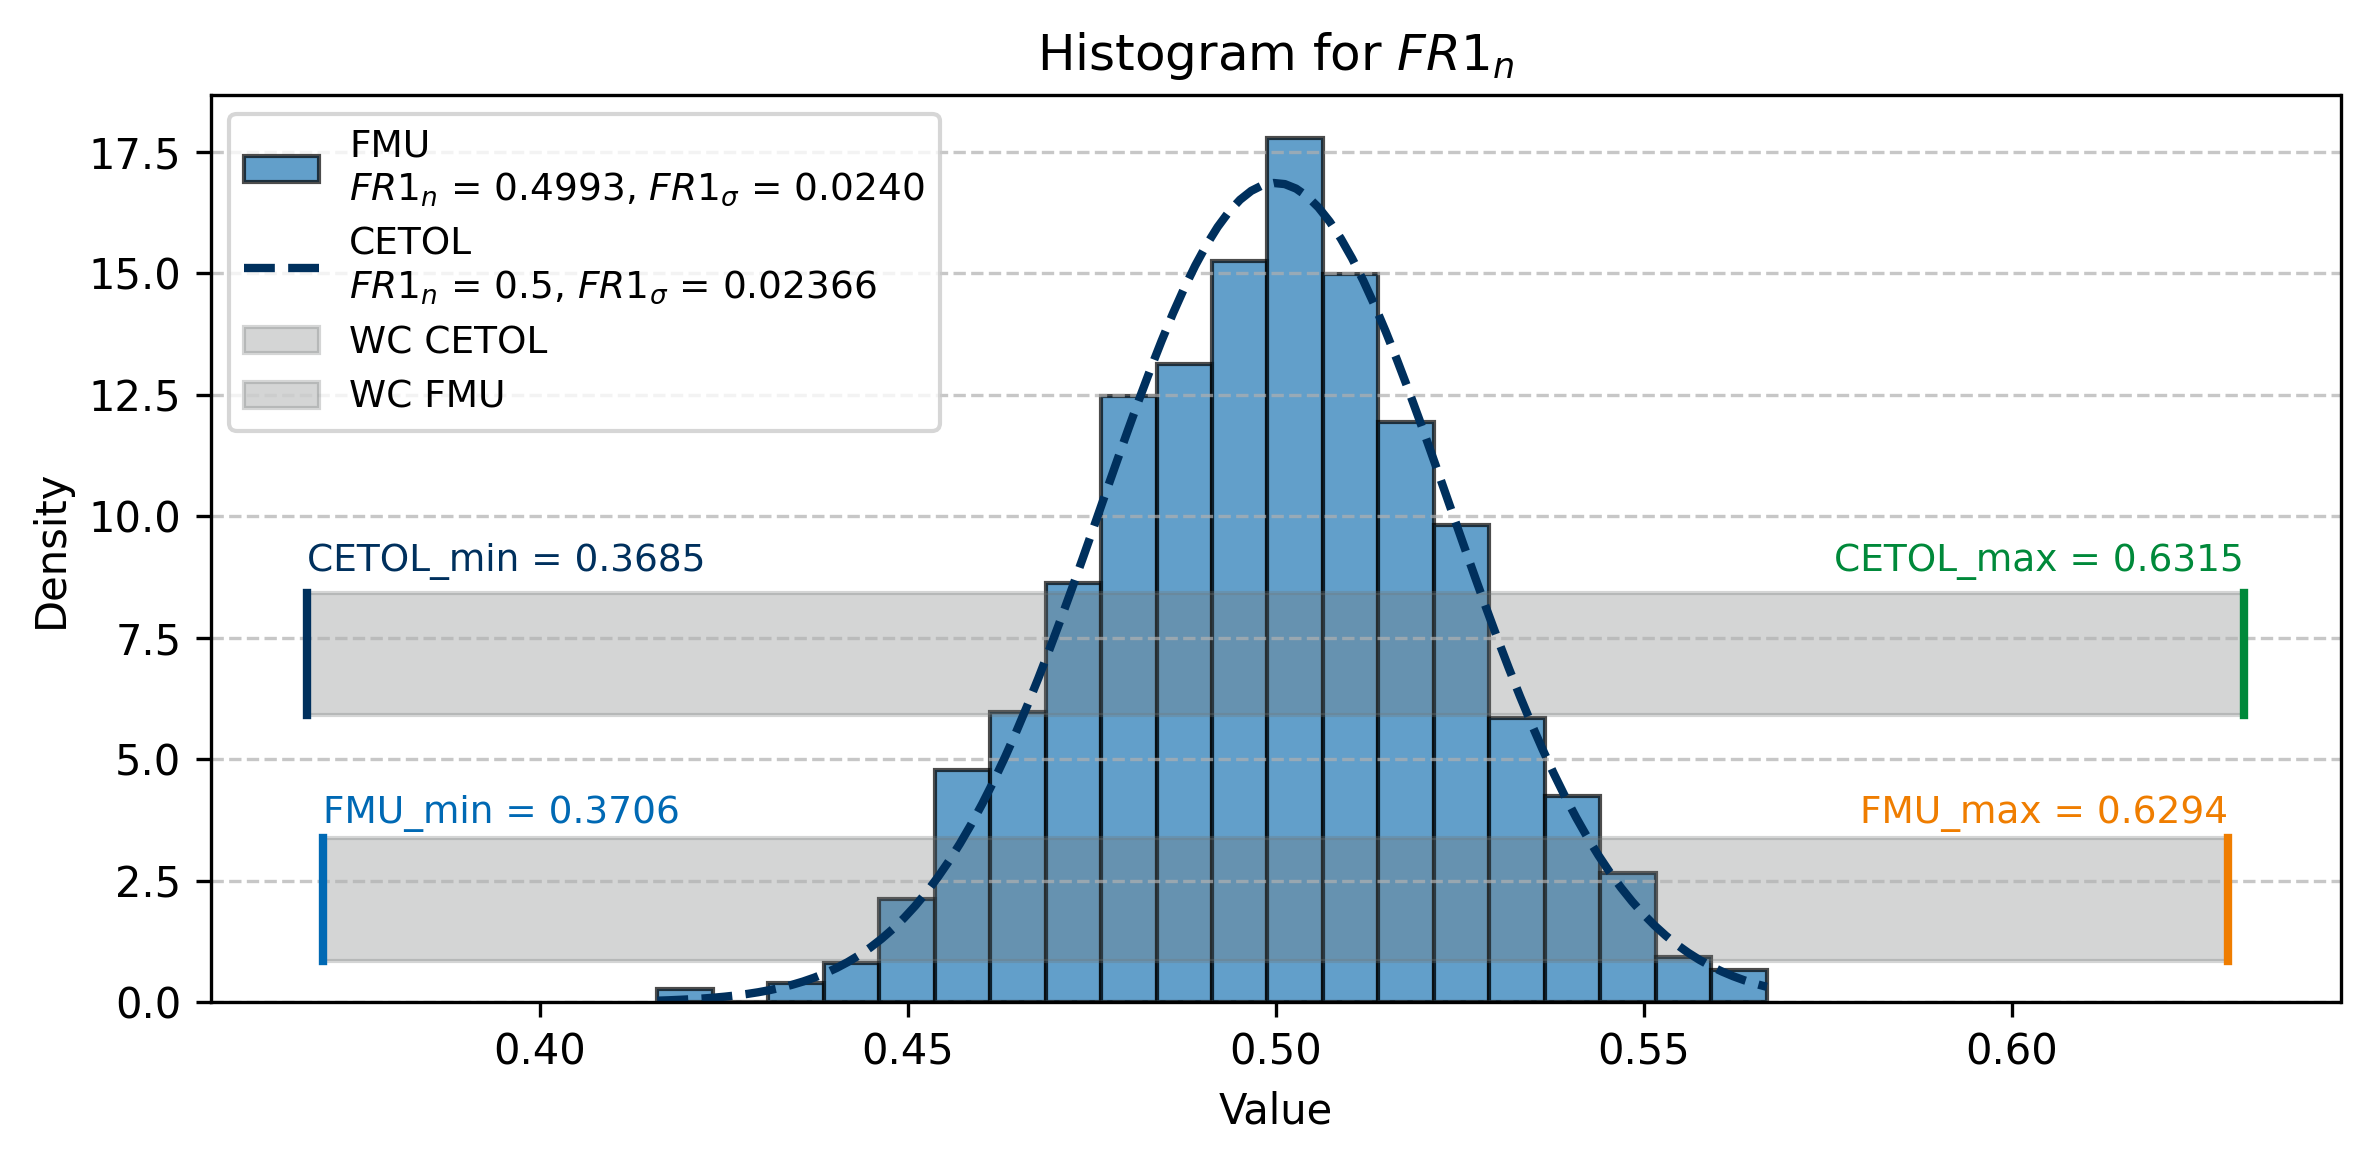 Histogram for FR1ₙ
FMU
FR1ₙ = 0.4993, FR1σ = 0.0240
CETOL
FR1ₙ = 0.5, FR1σ = 0.02366
WC CETOL
WC FMU
17.5
15.0
12.5
10.0
7.5
5.0
2.5
0.0
Density
CETOL_min = 0.3685
CETOL_max = 0.6315
FMU_min = 0.3706
FMU_max = 0.6294
0.40
0.45
0.50
0.55
0.60
Value